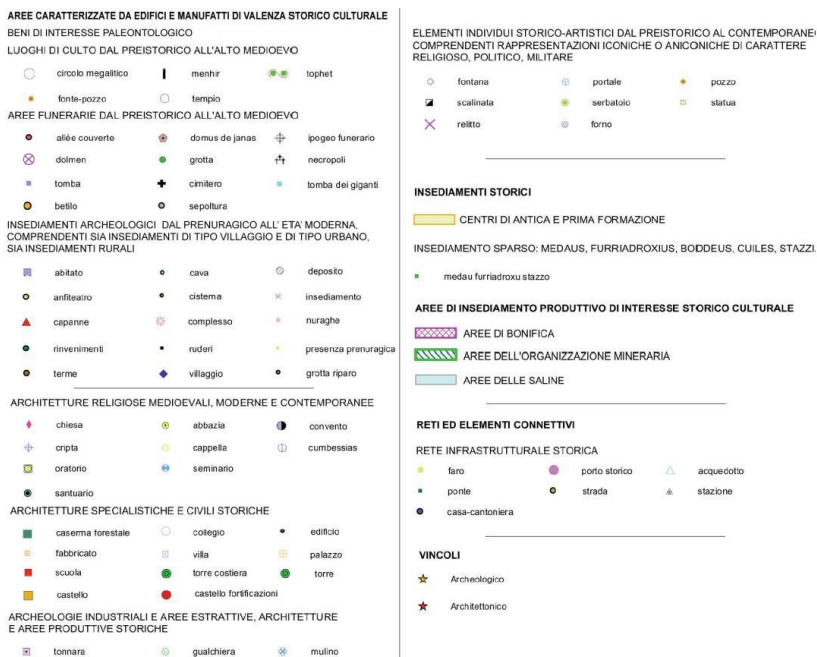 AREE CARATTERIZZATE DA EDIFICI E MANUFATTI DI VALENZA STORICO CULTURALE
BENI DI INTERESSE PALEONTOLOGICO
LUOGHI DI CULTO DAL PREISTORICO ALL'ALTO MEDIOEVO
circolo megalitico menhir tophet
fonte-pozzo tempio
AREE FUNERARIE DAL PREISTORICO ALL'ALTO MEDIOEVO
allée couverte domus de janas ipogeo funerario
dolmen grotta necropoli
tomba cimitero tomba dei giganti
betilo sepoltura
INSEDIAMENTI ARCHEOLOGICI DAL PRENURAGICO ALL' ETA' MODERNA,
COMPRENDENTI SIA INSEDIAMENTI DI TIPO VILLAGGIO E DI TIPO URBANO,
SIA INSEDIAMENTI RURALI
abitato cava deposito
anfiteatro cisterna insediamento
capanne complesso nuraghe
rinvenimenti ruderi presenza prenuragica
terme villaggio grotta riparo
ARCHITETTURE RELIGIOSE MEDIOEVALI, MODERNE E CONTEMPORANEE
chiesa abbazia convento
cripta cappella cumbessias
oratorio seminario
santuario
ARCHITETTURE SPECIALISTICHE E CIVILI STORICHE
caserma forestale collegio edificio
fabbricato villa palazzo
scuola torre costiera torre
castello castello fortificazioni
ARCHEOLOGIE INDUSTRIALI E AREE ESTRATTIVE, ARCHITETTURE
E AREE PRODUTTIVE STORICHE
tonnara gualchiera mulino
ELEMENTI INDIVIDUI STORICO-ARTISTICI DAL PREISTORICO AL CONTEMPORANEO
COMPRENDENTI RAPPRESENTAZIONI ICONICHE O ANICONICHE DI CARATTERE
RELIGIOSO, POLITICO, MILITARE
fontana portale pozzo
scalinata serbatoio statua
relitto forno
INSEDIAMENTI STORICI
CENTRI DI ANTICA E PRIMA FORMAZIONE
INSEDIAMENTO SPARSO: MEDAUS, FURRIADROXIUS, BODDEUS, CUILES, STAZZI.
medau furriadroxu stazzo
AREE DI INSEDIAMENTO PRODUTTIVO DI INTERESSE STORICO CULTURALE
AREE DI BONIFICA
AREE DELL'ORGANIZZAZIONE MINERARIA
AREE DELLE SALINE
RETI ED ELEMENTI CONNETTIVI
RETE INFRASTRUTTURALE STORICA
faro porto storico acquedotto
ponte strada stazione
casa-cantoniera
VINCOLI
Archeologico
Architettonico